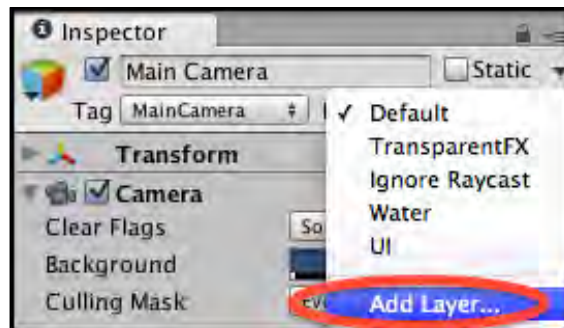 Inspector
Main Camera
Static
Tag MainCamera
Default
TransparentFX
Ignore Raycast
Water
UI
Add Layer...
Transform
Camera
Clear Flags
So
Background
Culling Mask